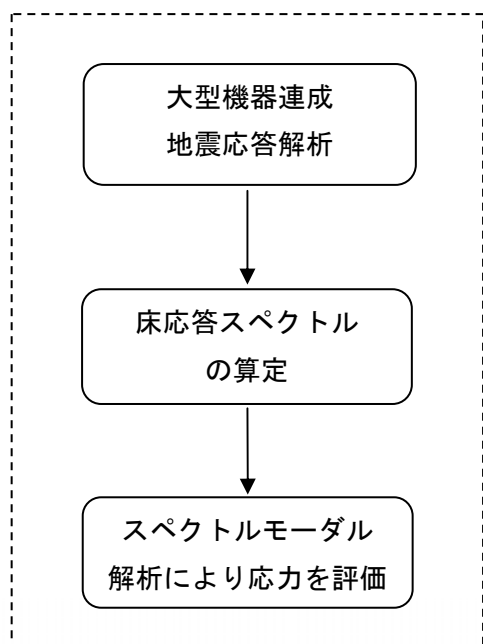 大型機器連成
地震応答解析
床応答スペクトル
の算定
スペクトルモーダル
解析により応力を評価